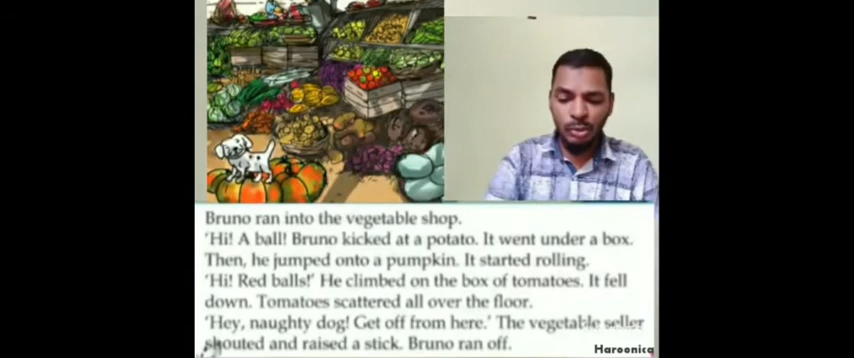 Bruno ran into the vegetable shop.
'Hi! A ball! Bruno kicked at a potato. It went under a box.
Then, he jumped onto a pumpkin. It started rolling.
'Hi! Red balls!' He climbed on the box of tomatoes. It fell
down. Tomatoes scattered all over the floor.
'Hey, naughty dog! Get off from here.' The vegetable seller
shouted and raised a stick. Bruno ran off.
Haroonica